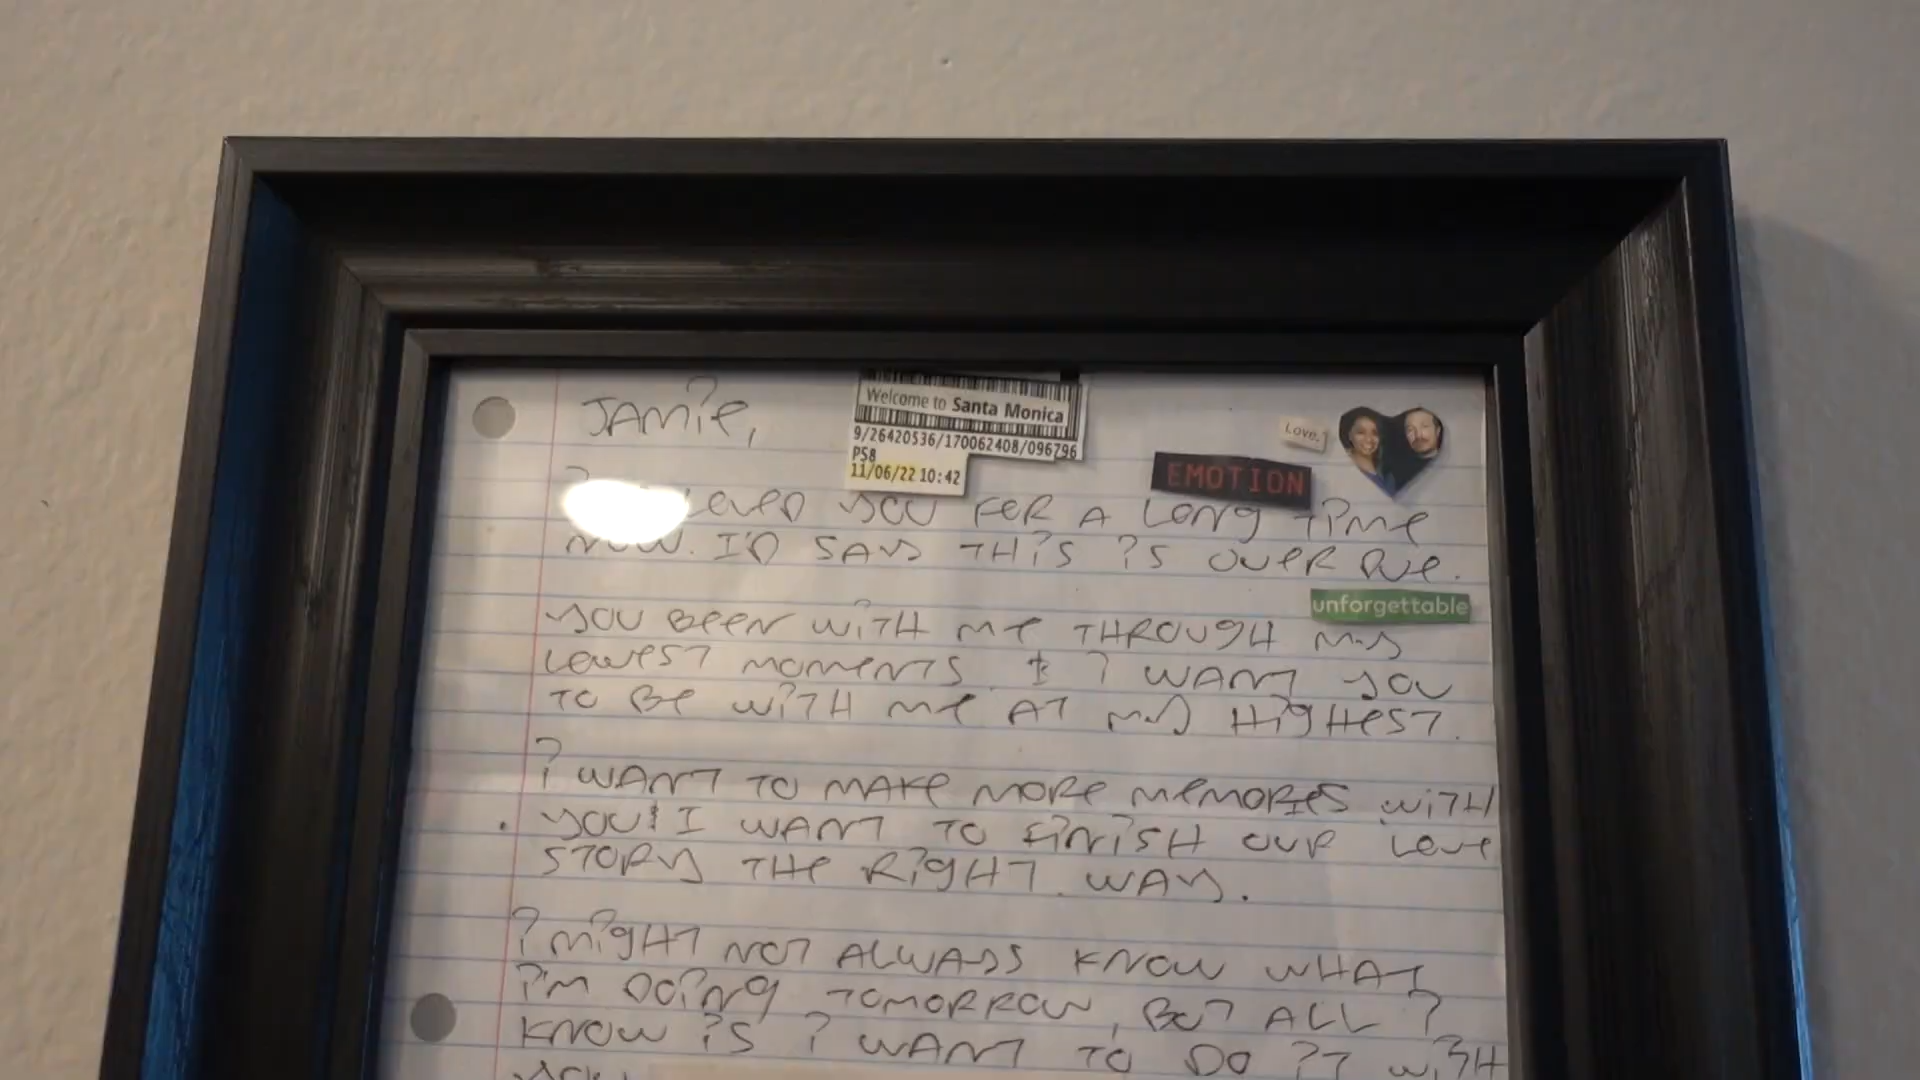 JAMiE,
Welcome to Santa Monica
9/26420536/170062408/096796
PS8
11/06/22 10:42
Love,
EMOTION
YOU FOR A LONG TiME
NOW. I'D SAY THiS iS OVER DUE.
unforgettable
YOU BEEN WiTH ME THROUGH MY
LOWEST MOMENTS & i WANT YOU
TO BE WiTH ME AT MY HigHEST.
i WANT TO MAKE MORE MEMORIES WiTH
YOU & I WANT TO FiNiSH OUR LOVE
STORY THE RigHT WAY.
i MigHT NOT ALWAYS KNOW WHAT
i'M DOiNg TOMORROW, BUT ALL i
KNOW iS i WANT TO DO iT WiTH